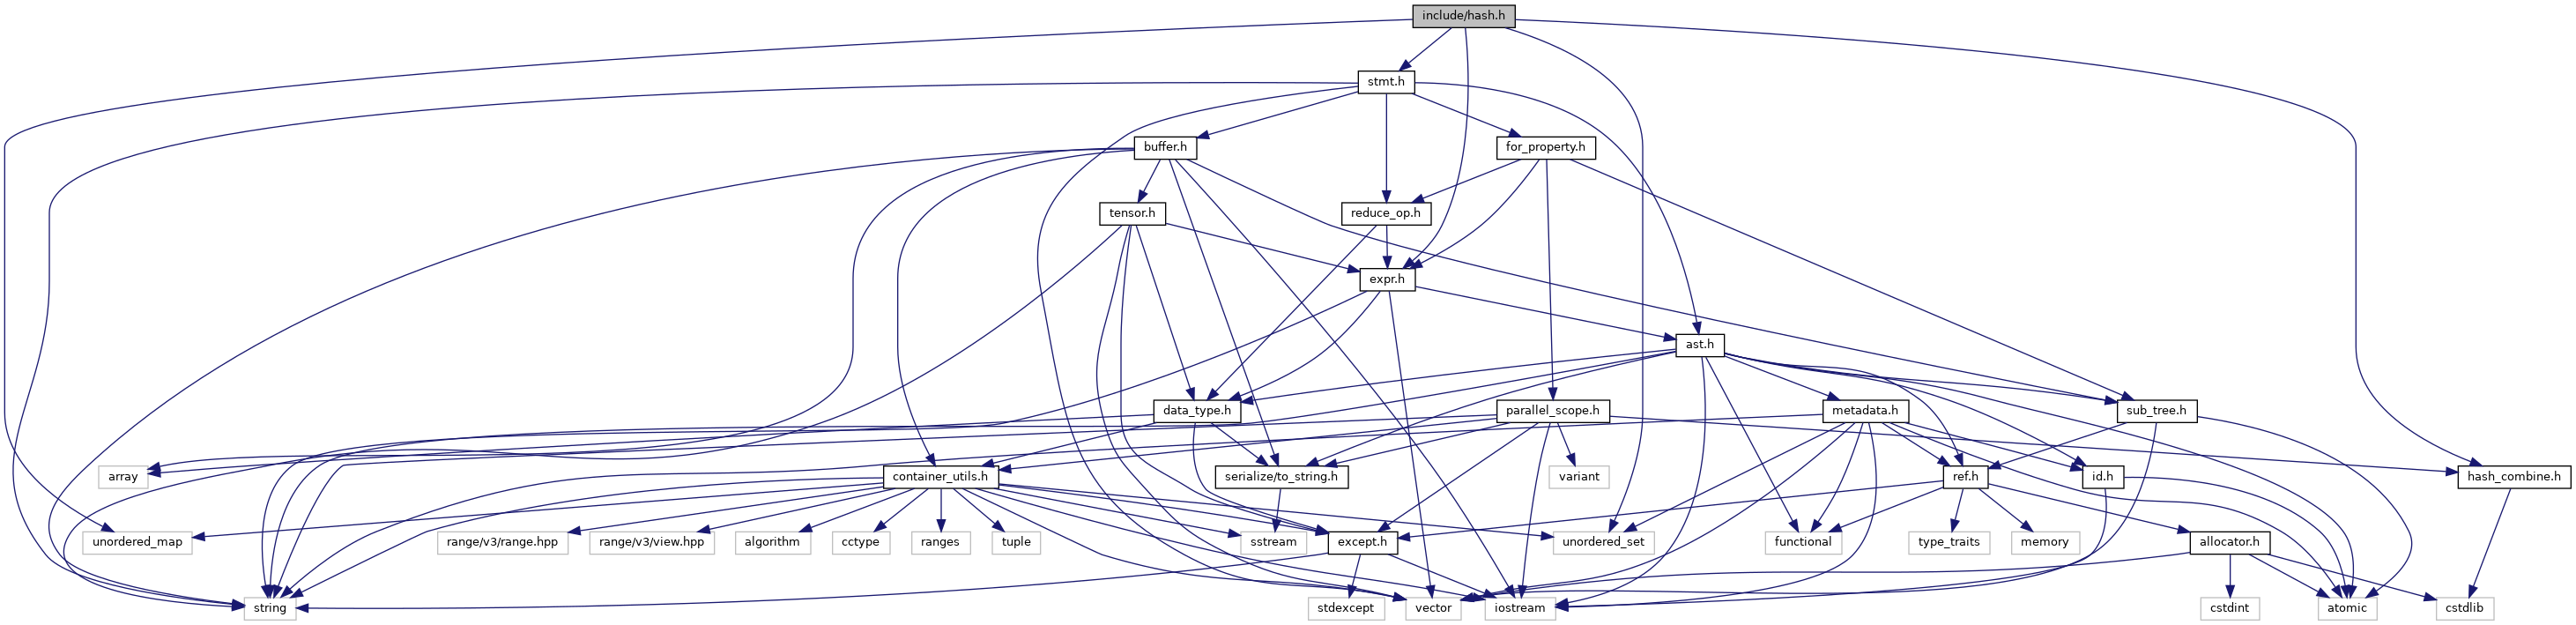 include/hash.h
stmt.h
buffer.h
for_property.h
tensor.h
reduce_op.h
expr.h
ast.h
data_type.h
parallel_scope.h
metadata.h
sub_tree.h
array
container_utils.h
serialize/to_string.h
variant
ref.h
id.h
hash_combine.h
unordered_map
range/v3/range.hpp
range/v3/view.hpp
algorithm
cctype
ranges
tuple
sstream
except.h
unordered_set
functional
type_traits
memory
allocator.h
string
stdexcept
vector
iostream
cstdint
atomic
cstdlib